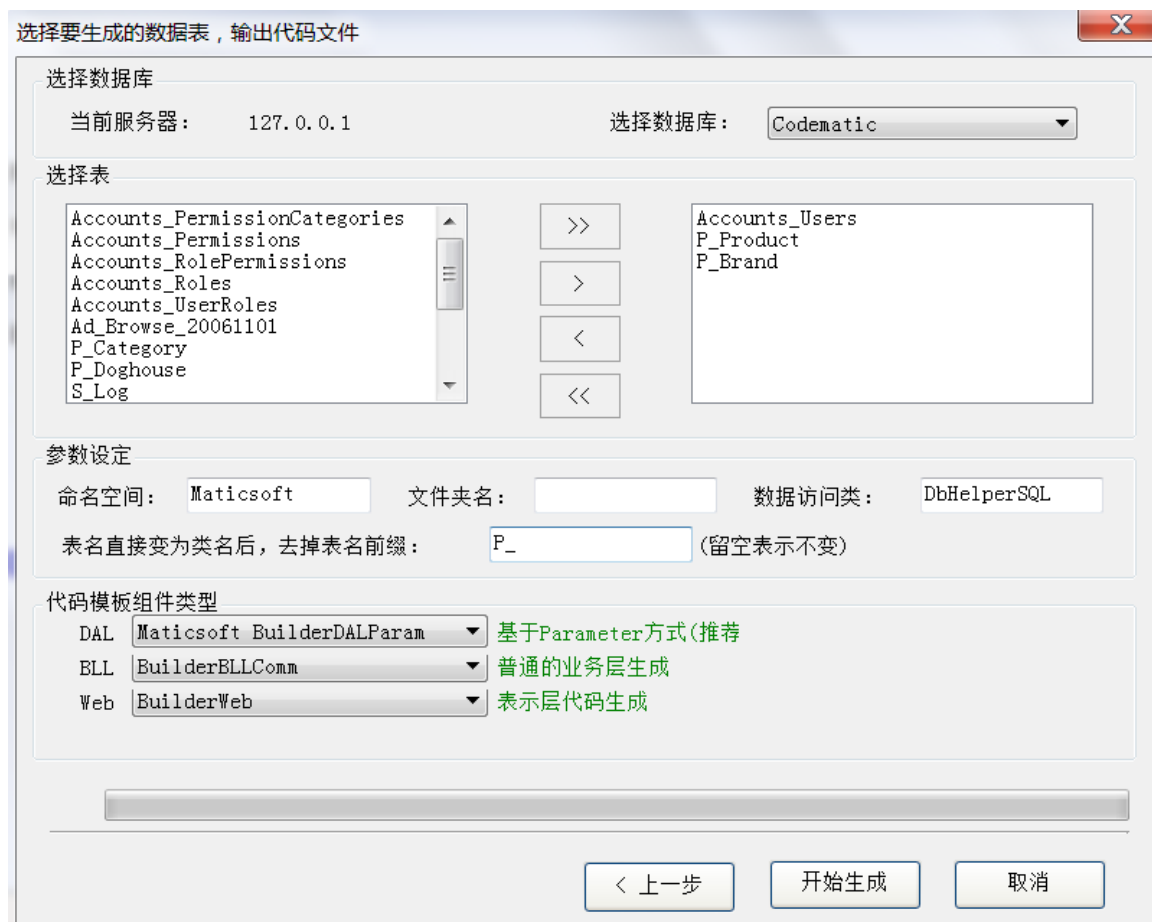 选择要生成的数据表，输出代码文件
X
选择数据库
当前服务器： 127.0.0.1 选择数据库： Codematic
选择表
Accounts_PermissionCategories
Accounts_Permissions
Accounts_RolePermissions
Accounts_Roles
Accounts_UserRoles
Ad_Browse_20061101
P_Category
P_Doghouse
S_Log
>>
>
<
<<
Accounts_Users
P_Product
P_Brand
参数设定
命名空间： Maticsoft 文件夹名： 数据访问类： DbHelperSQL
表名直接变为类名后，去掉表名前缀： P_ (留空表示不变)
代码模板组件类型
DAL Maticsoft BuilderDALParam 基于Parameter方式(推荐
BLL BuilderBLLComm 普通的业务层生成
Web BuilderWeb 表示层代码生成
< 上一步 开始生成 取消